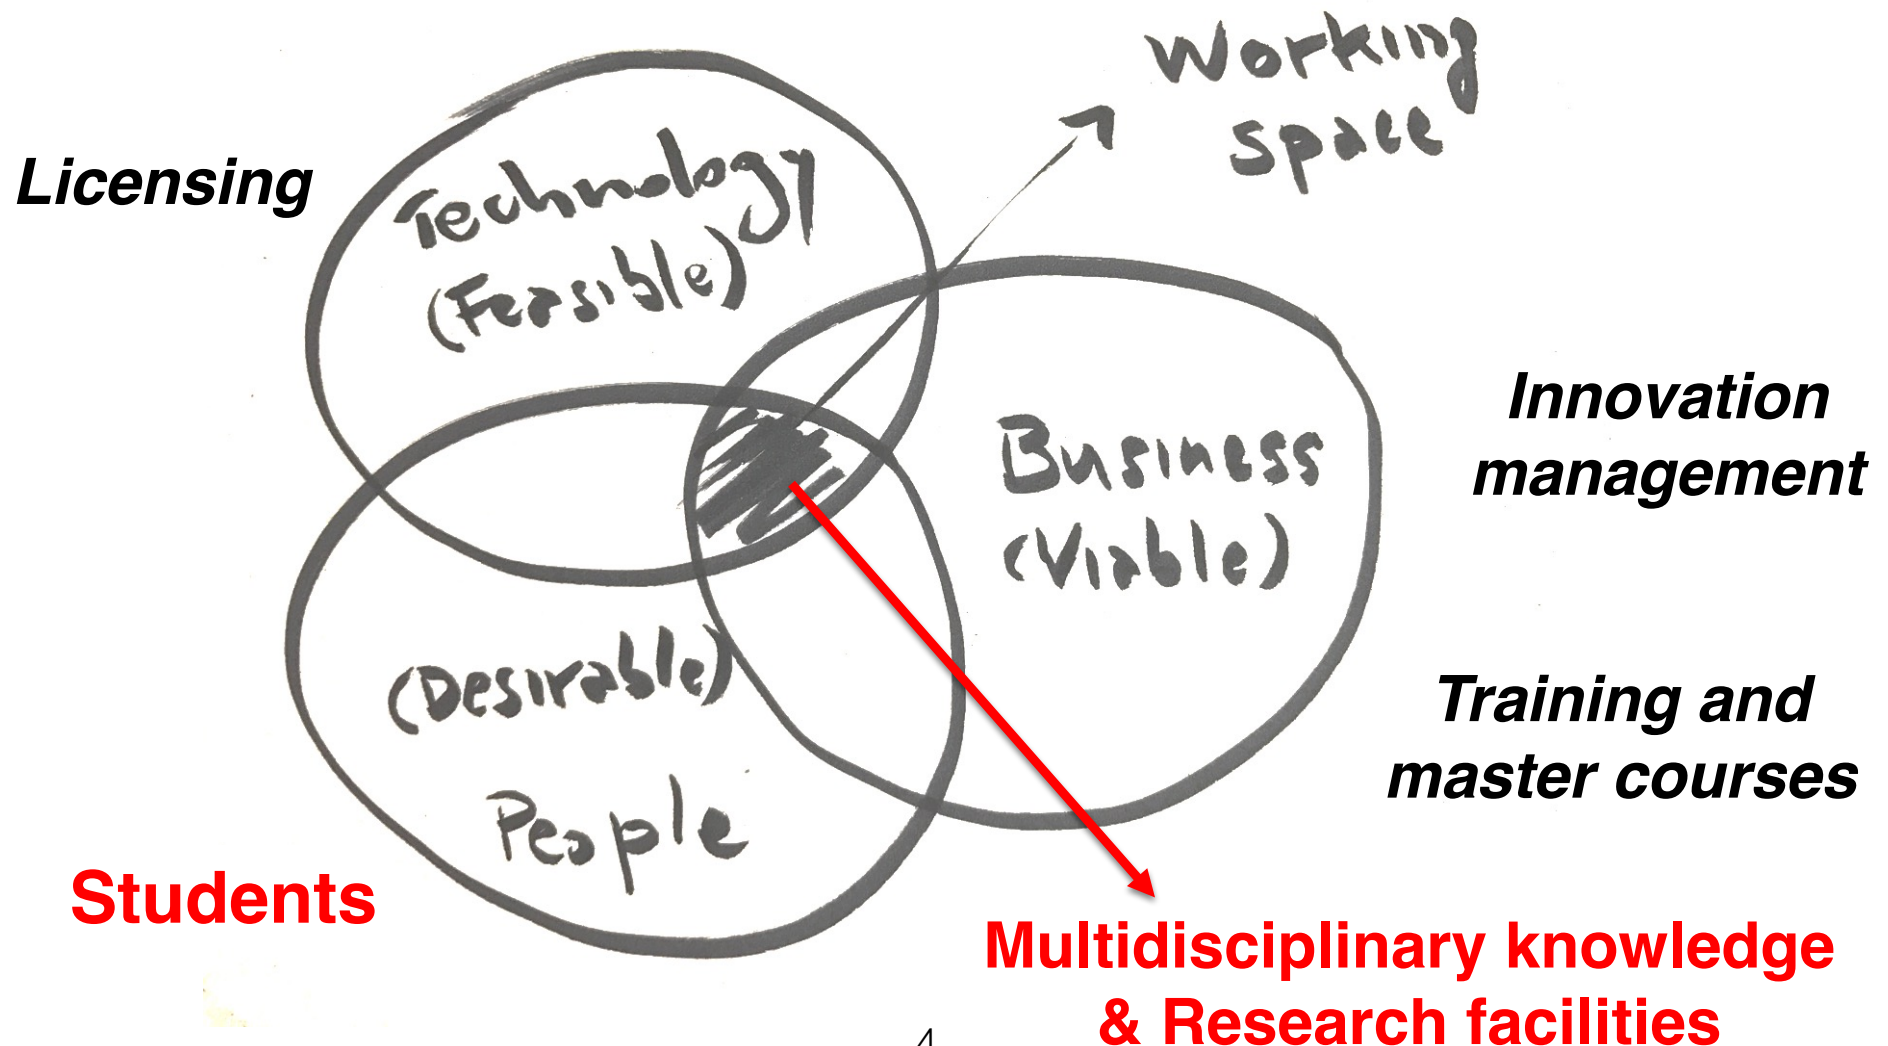 Working
space
Licensing
Technology
(Feasible)
Innovation
management
Business
(Viable)
(Desirable)
People
Training and
master courses
Students
Multidisciplinary knowledge
& Research facilities
4